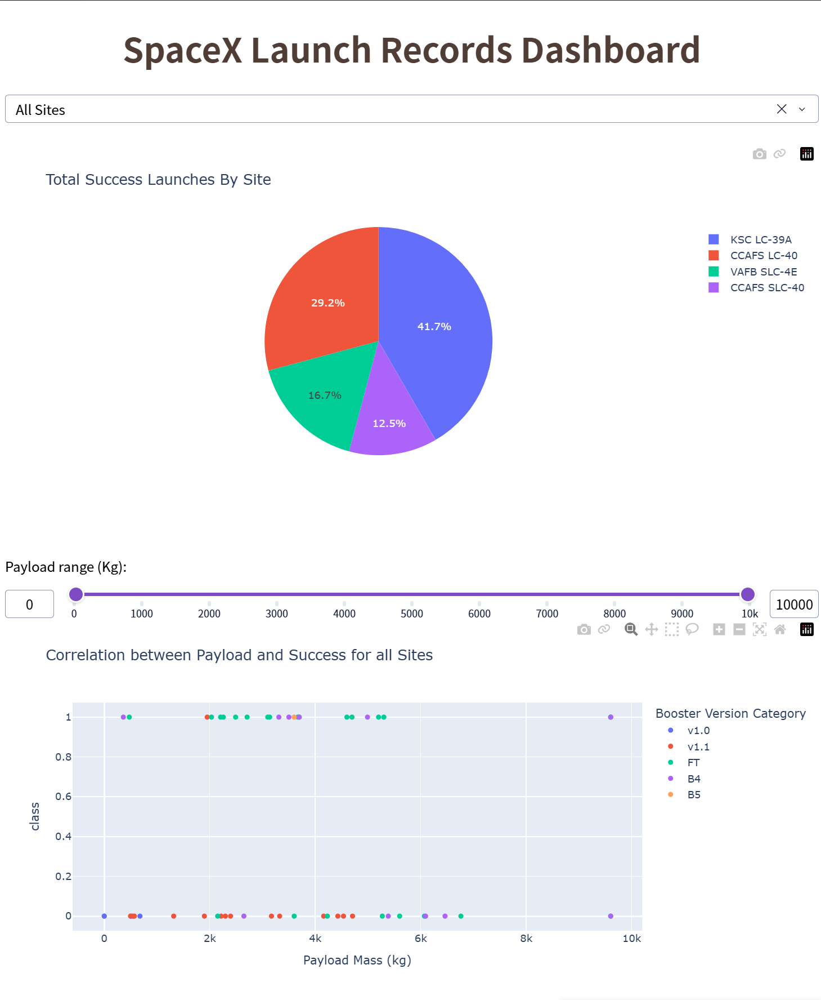 SpaceX Launch Records Dashboard
All Sites
Total Success Launches By Site
KSC LC-39A
CCAFS LC-40
VAFB SLC-4E
CCAFS SLC-40
29.2%
41.7%
16.7%
12.5%
Payload range (Kg):
0
10000
0 1000 2000 3000 4000 5000 6000 7000 8000 9000 10k
Correlation between Payload and Success for all Sites
Booster Version Category
v1.0
v1.1
FT
B4
B5
class
1
0.8
0.6
0.4
0.2
0
0 2k 4k 6k 8k 10k
Payload Mass (kg)